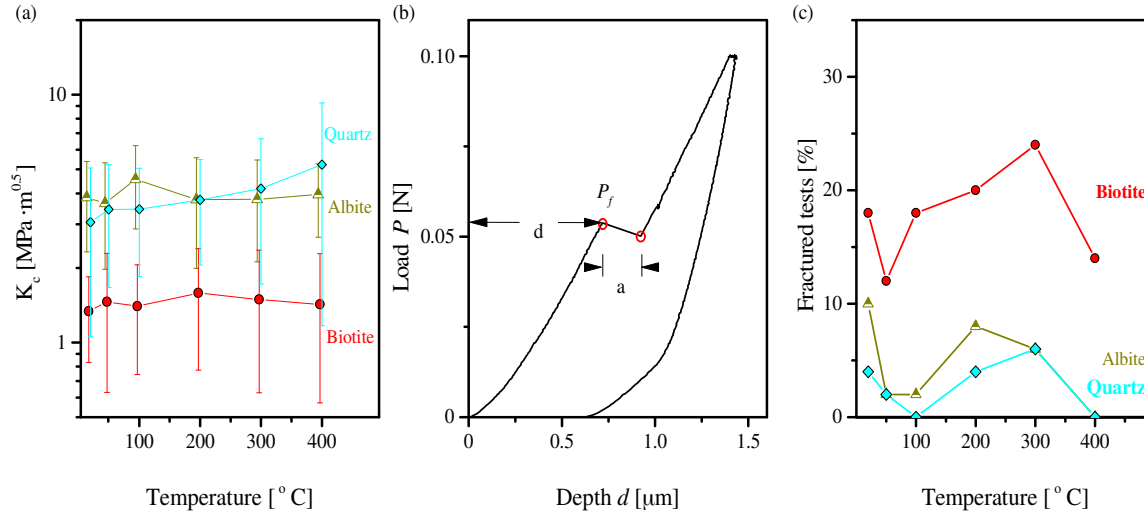 (a)
10
1
K_c [MPa·m^0.5]
Quartz
Albite
Biotite
100
200
300
400
Temperature [°C]
(b)
0.10
0.05
0
Load P [N]
P_f
d
a
0
0.5
1.0
1.5
Depth d [μm]
(c)
30
20
10
0
Fractured tests [%]
Biotite
Albite
Quartz
100
200
300
400
Temperature [°C]